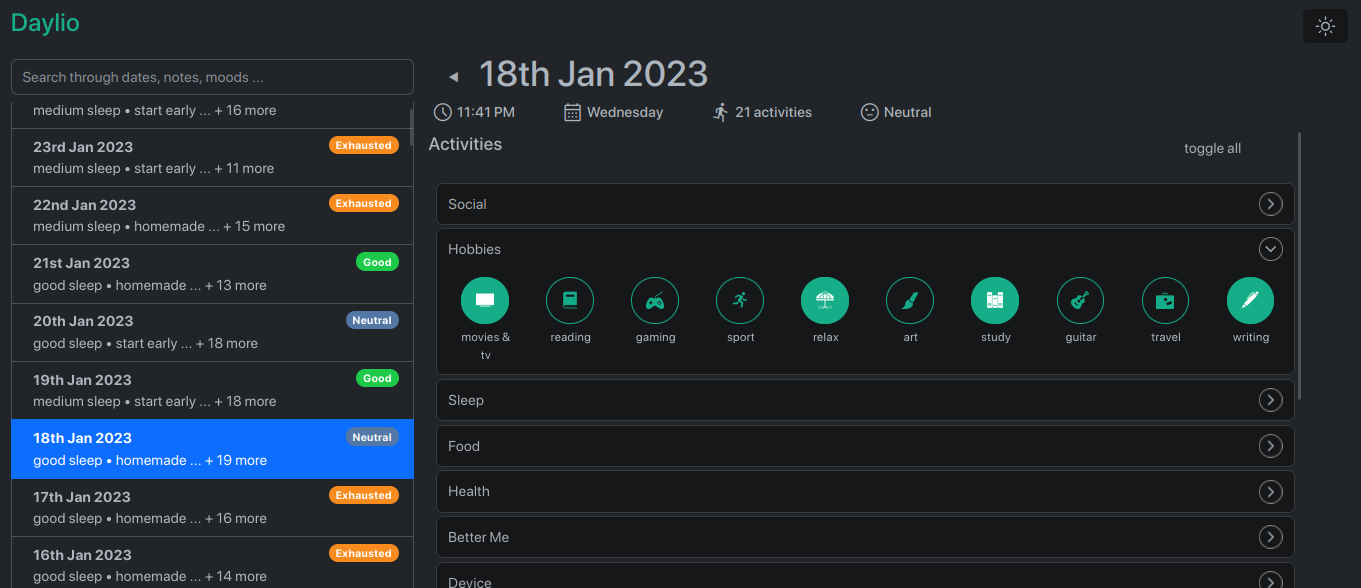 Daylio
Search through dates, notes, moods ...
medium sleep • start early ... + 16 more
23rd Jan 2023 Exhausted
medium sleep • start early ... + 11 more
22nd Jan 2023 Exhausted
medium sleep • homemade ... + 15 more
21st Jan 2023 Good
good sleep • homemade ... + 13 more
20th Jan 2023 Neutral
good sleep • start early ... + 18 more
19th Jan 2023 Good
medium sleep • start early ... + 18 more
18th Jan 2023 Neutral
good sleep • homemade ... + 19 more
17th Jan 2023 Exhausted
good sleep • homemade ... + 16 more
16th Jan 2023 Exhausted
good sleep • homemade ... + 14 more
18th Jan 2023
11:41 PM Wednesday 21 activities Neutral
Activities
toggle all
Social
Hobbies
movies & tv
reading
gaming
sport
relax
art
study
guitar
travel
writing
Sleep
Food
Health
Better Me
Device